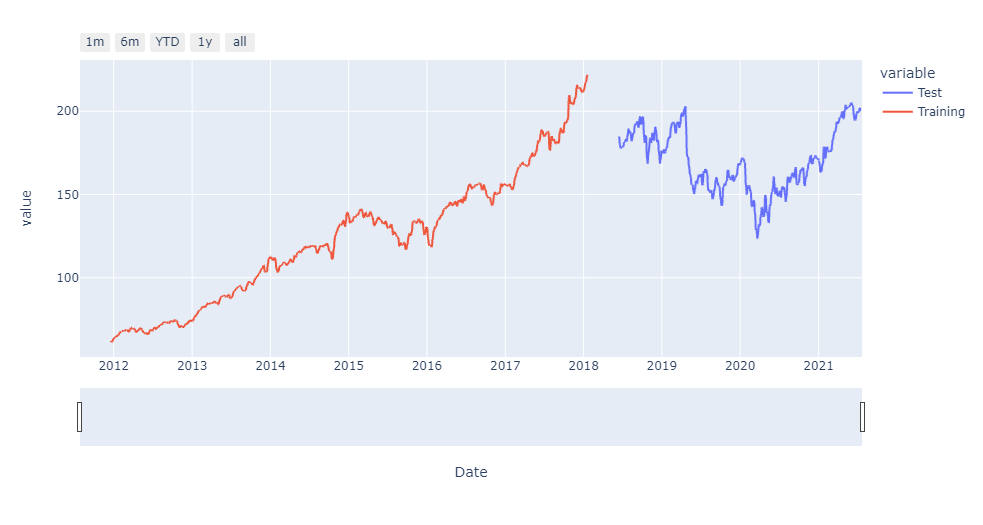 1m 6m YTD 1y all
variable
Test
Training
200
150
100
value
2012 2013 2014 2015 2016 2017 2018 2019 2020 2021
Date